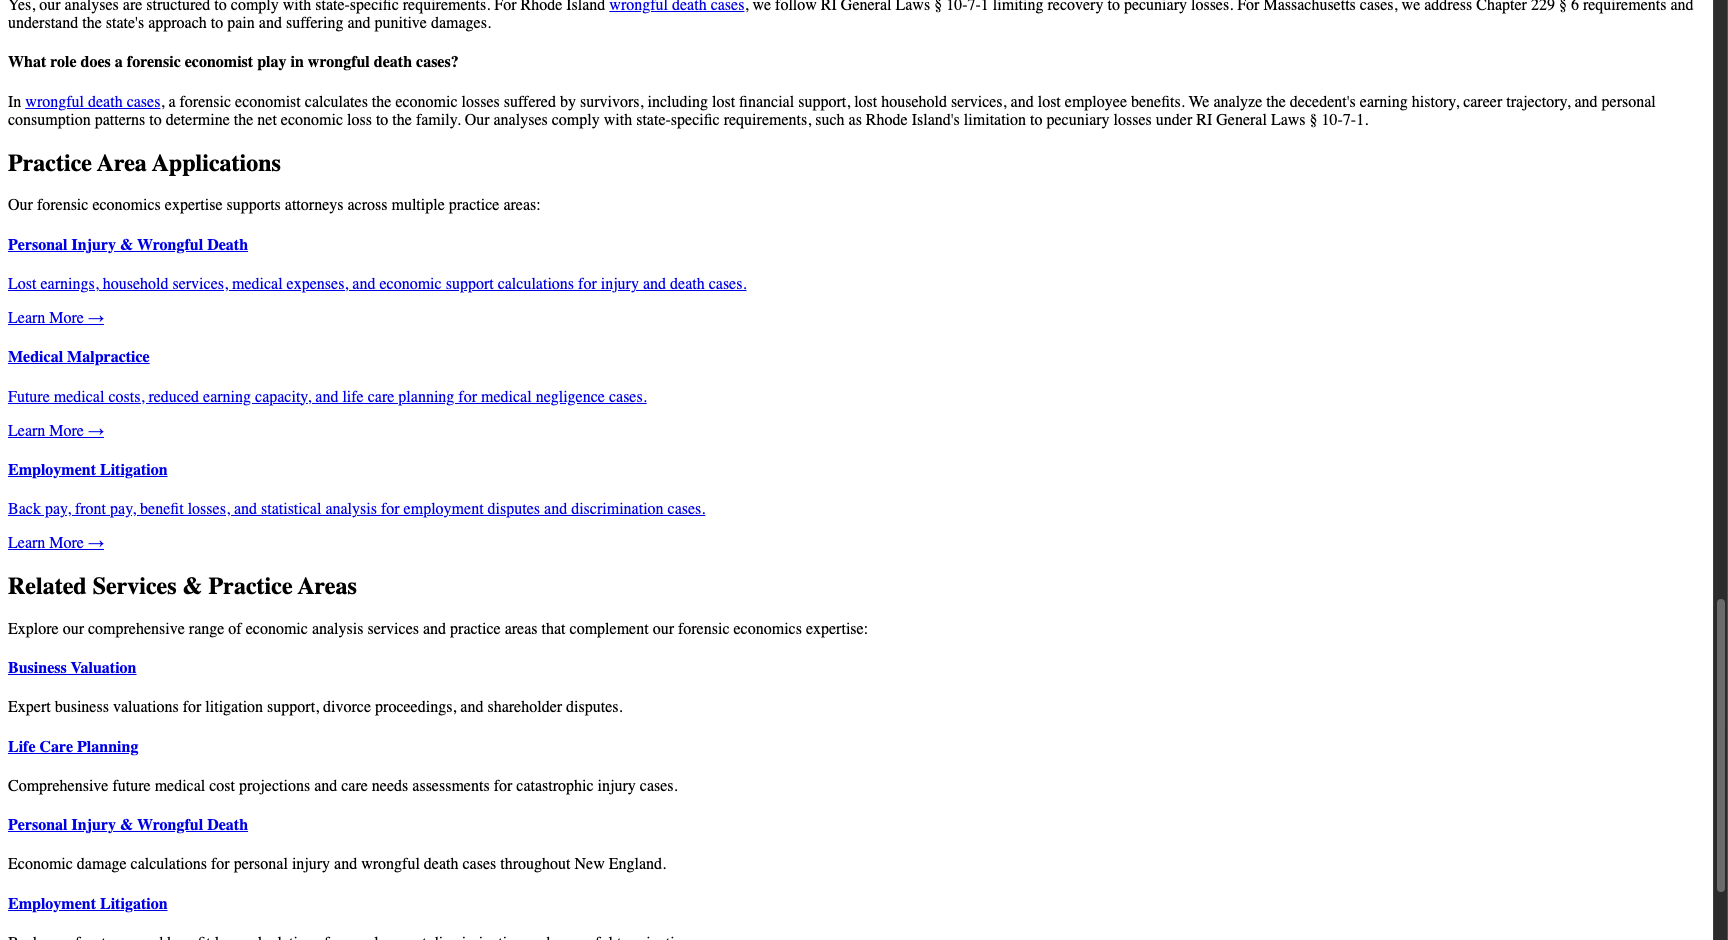 Yes, our analyses are structured to comply with state-specific requirements. For Rhode Island wrongful death cases, we follow RI General Laws § 10-7-1 limiting recovery to pecuniary losses. For Massachusetts cases, we address Chapter 229 § 6 requirements and
understand the state's approach to pain and suffering and punitive damages.
What role does a forensic economist play in wrongful death cases?
In wrongful death cases, a forensic economist calculates the economic losses suffered by survivors, including lost financial support, lost household services, and lost employee benefits. We analyze the decedent's earning history, career trajectory, and personal
consumption patterns to determine the net economic loss to the family. Our analyses comply with state-specific requirements, such as Rhode Island's limitation to pecuniary losses under RI General Laws § 10-7-1.
Practice Area Applications
Our forensic economics expertise supports attorneys across multiple practice areas:
Personal Injury & Wrongful Death
Lost earnings, household services, medical expenses, and economic support calculations for injury and death cases.
Learn More →
Medical Malpractice
Future medical costs, reduced earning capacity, and life care planning for medical negligence cases.
Learn More →
Employment Litigation
Back pay, front pay, benefit losses, and statistical analysis for employment disputes and discrimination cases.
Learn More →
Related Services & Practice Areas
Explore our comprehensive range of economic analysis services and practice areas that complement our forensic economics expertise:
Business Valuation
Expert business valuations for litigation support, divorce proceedings, and shareholder disputes.
Life Care Planning
Comprehensive future medical cost projections and care needs assessments for catastrophic injury cases.
Personal Injury & Wrongful Death
Economic damage calculations for personal injury and wrongful death cases throughout New England.
Employment Litigation